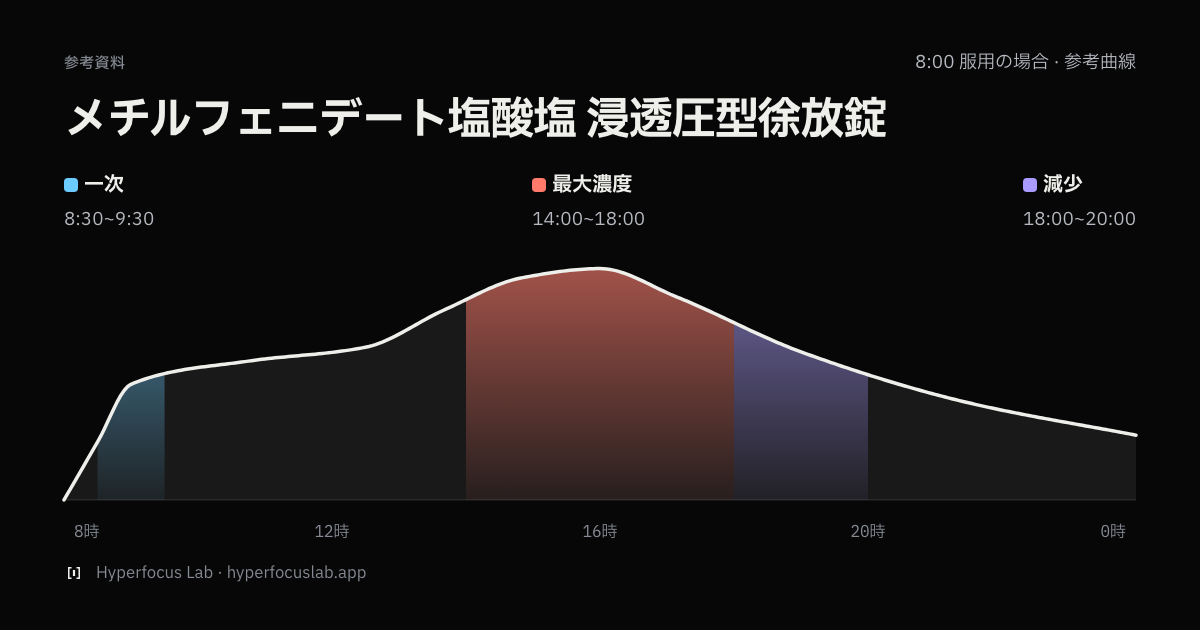 参考資料
8:00 服用の場合 · 参考曲線
メチルフェニデート塩酸塩 浸透圧型徐放錠
一次
8:30~9:30
最大濃度
14:00~18:00
減少
18:00~20:00
8時
12時
16時
20時
0時
Hyperfocus Lab · hyperfocuslab.app